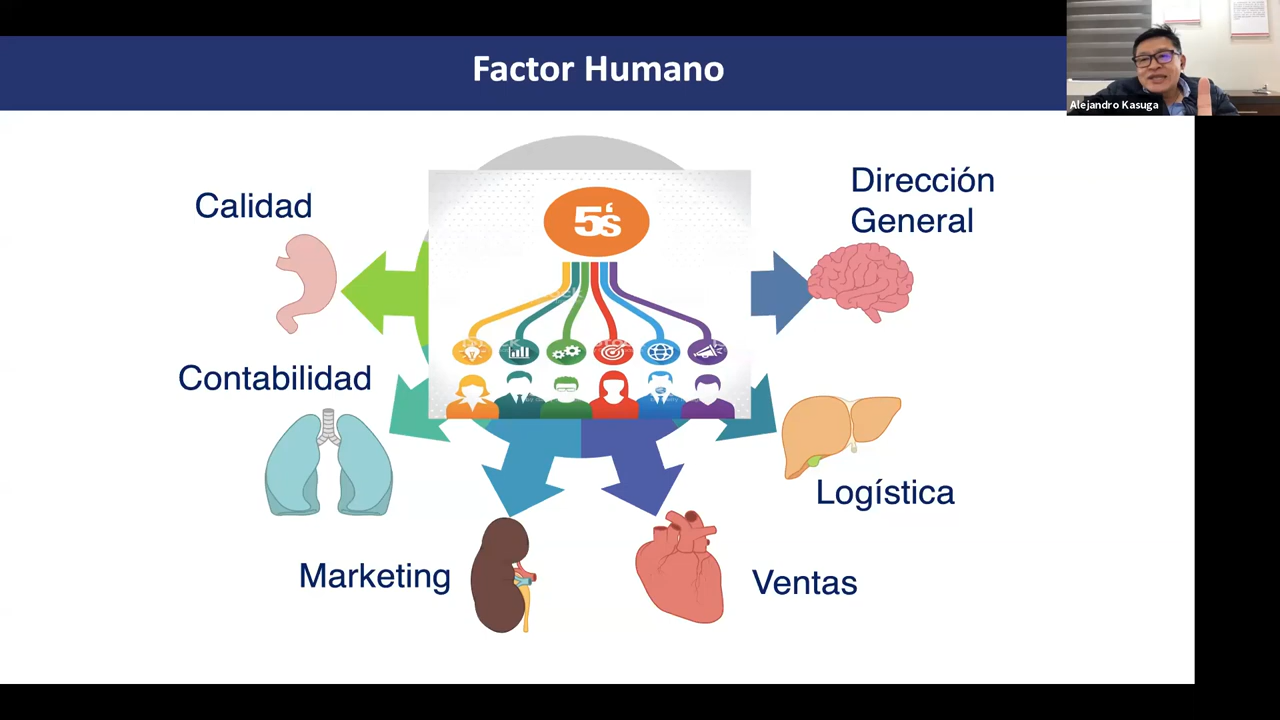 Factor Humano
Alejandro Kasuga
Calidad
5's
Dirección
General
Contabilidad
Logística
Marketing
Ventas